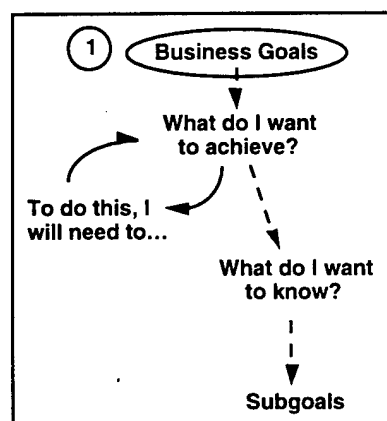 1
Business Goals
What do I want
to achieve?
To do this, I
will need to...
What do I want
to know?
Subgoals